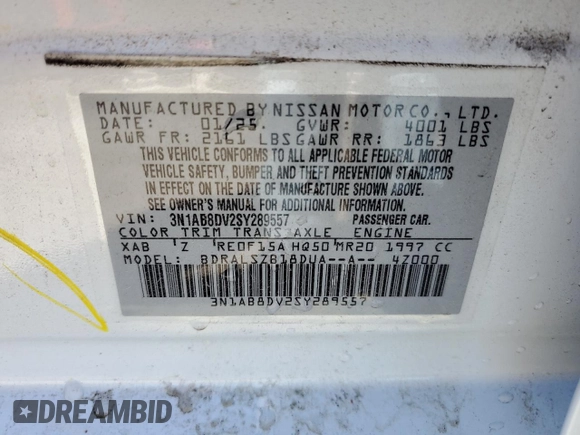 MANUFACTURED BY NISSAN MOTOR CO., LTD.
DATE: 01/25 GVWR: 4001 LBS
GAWR FR: 2161 LBS GAWR RR: 1863 LBS
THIS VEHICLE CONFORMS TO ALL APPLICABLE FEDERAL MOTOR
VEHICLE SAFETY, BUMPER AND THEFT PREVENTION STANDARDS
IN EFFECT ON THE DATE OF MANUFACTURE SHOWN ABOVE.
SEE OWNERS MANUAL FOR ADDITIONAL INFORMATION.
VIN: 3N1AB8DV2SY289557 PASSENGER CAR.
COLOR TRIM TRANS AXLE ENGINE
XAB Z RE0F15A HQ50 MR20 1997 CC
MODEL: BDRALSZB18DUA--A-- 4Z000
3N1AB8DV2SY289557
DREAMBID